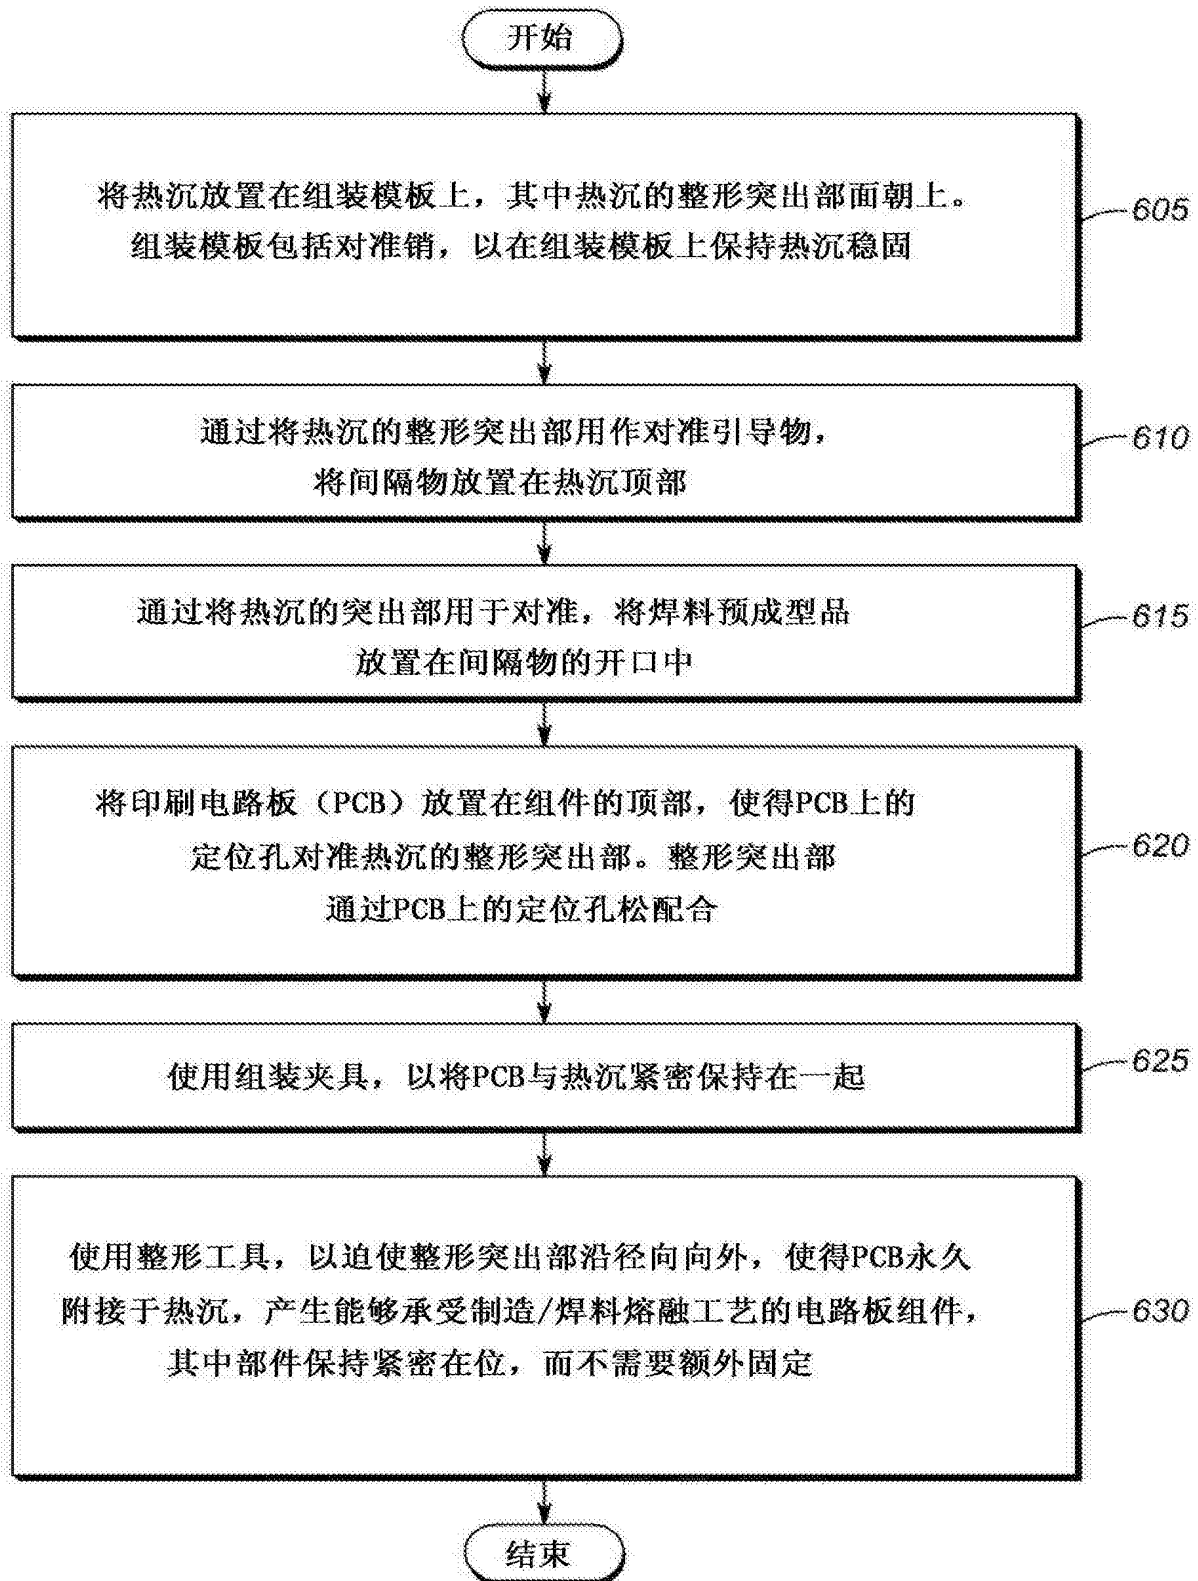 开始
将热沉放置在组装模板上，其中热沉的整形突出部面朝上。
组装模板包括对准销，以在组装模板上保持热沉稳固
605
通过将热沉的整形突出部用作对准引导物，
将间隔物放置在热沉顶部
610
通过将热沉的突出部用于对准，将焊料预成型品
放置在间隔物的开口中
615
将印刷电路板（PCB）放置在组件的顶部，使得PCB上的
定位孔对准热沉的整形突出部。整形突出部
通过PCB上的定位孔松配合
620
使用组装夹具，以将PCB与热沉紧密保持在一起
625
使用整形工具，以迫使整形突出部沿径向向外，使得PCB永久
附接于热沉，产生能够承受制造/焊料熔融工艺的电路板组件，
其中部件保持紧密在位，而不需要额外固定
630
结束